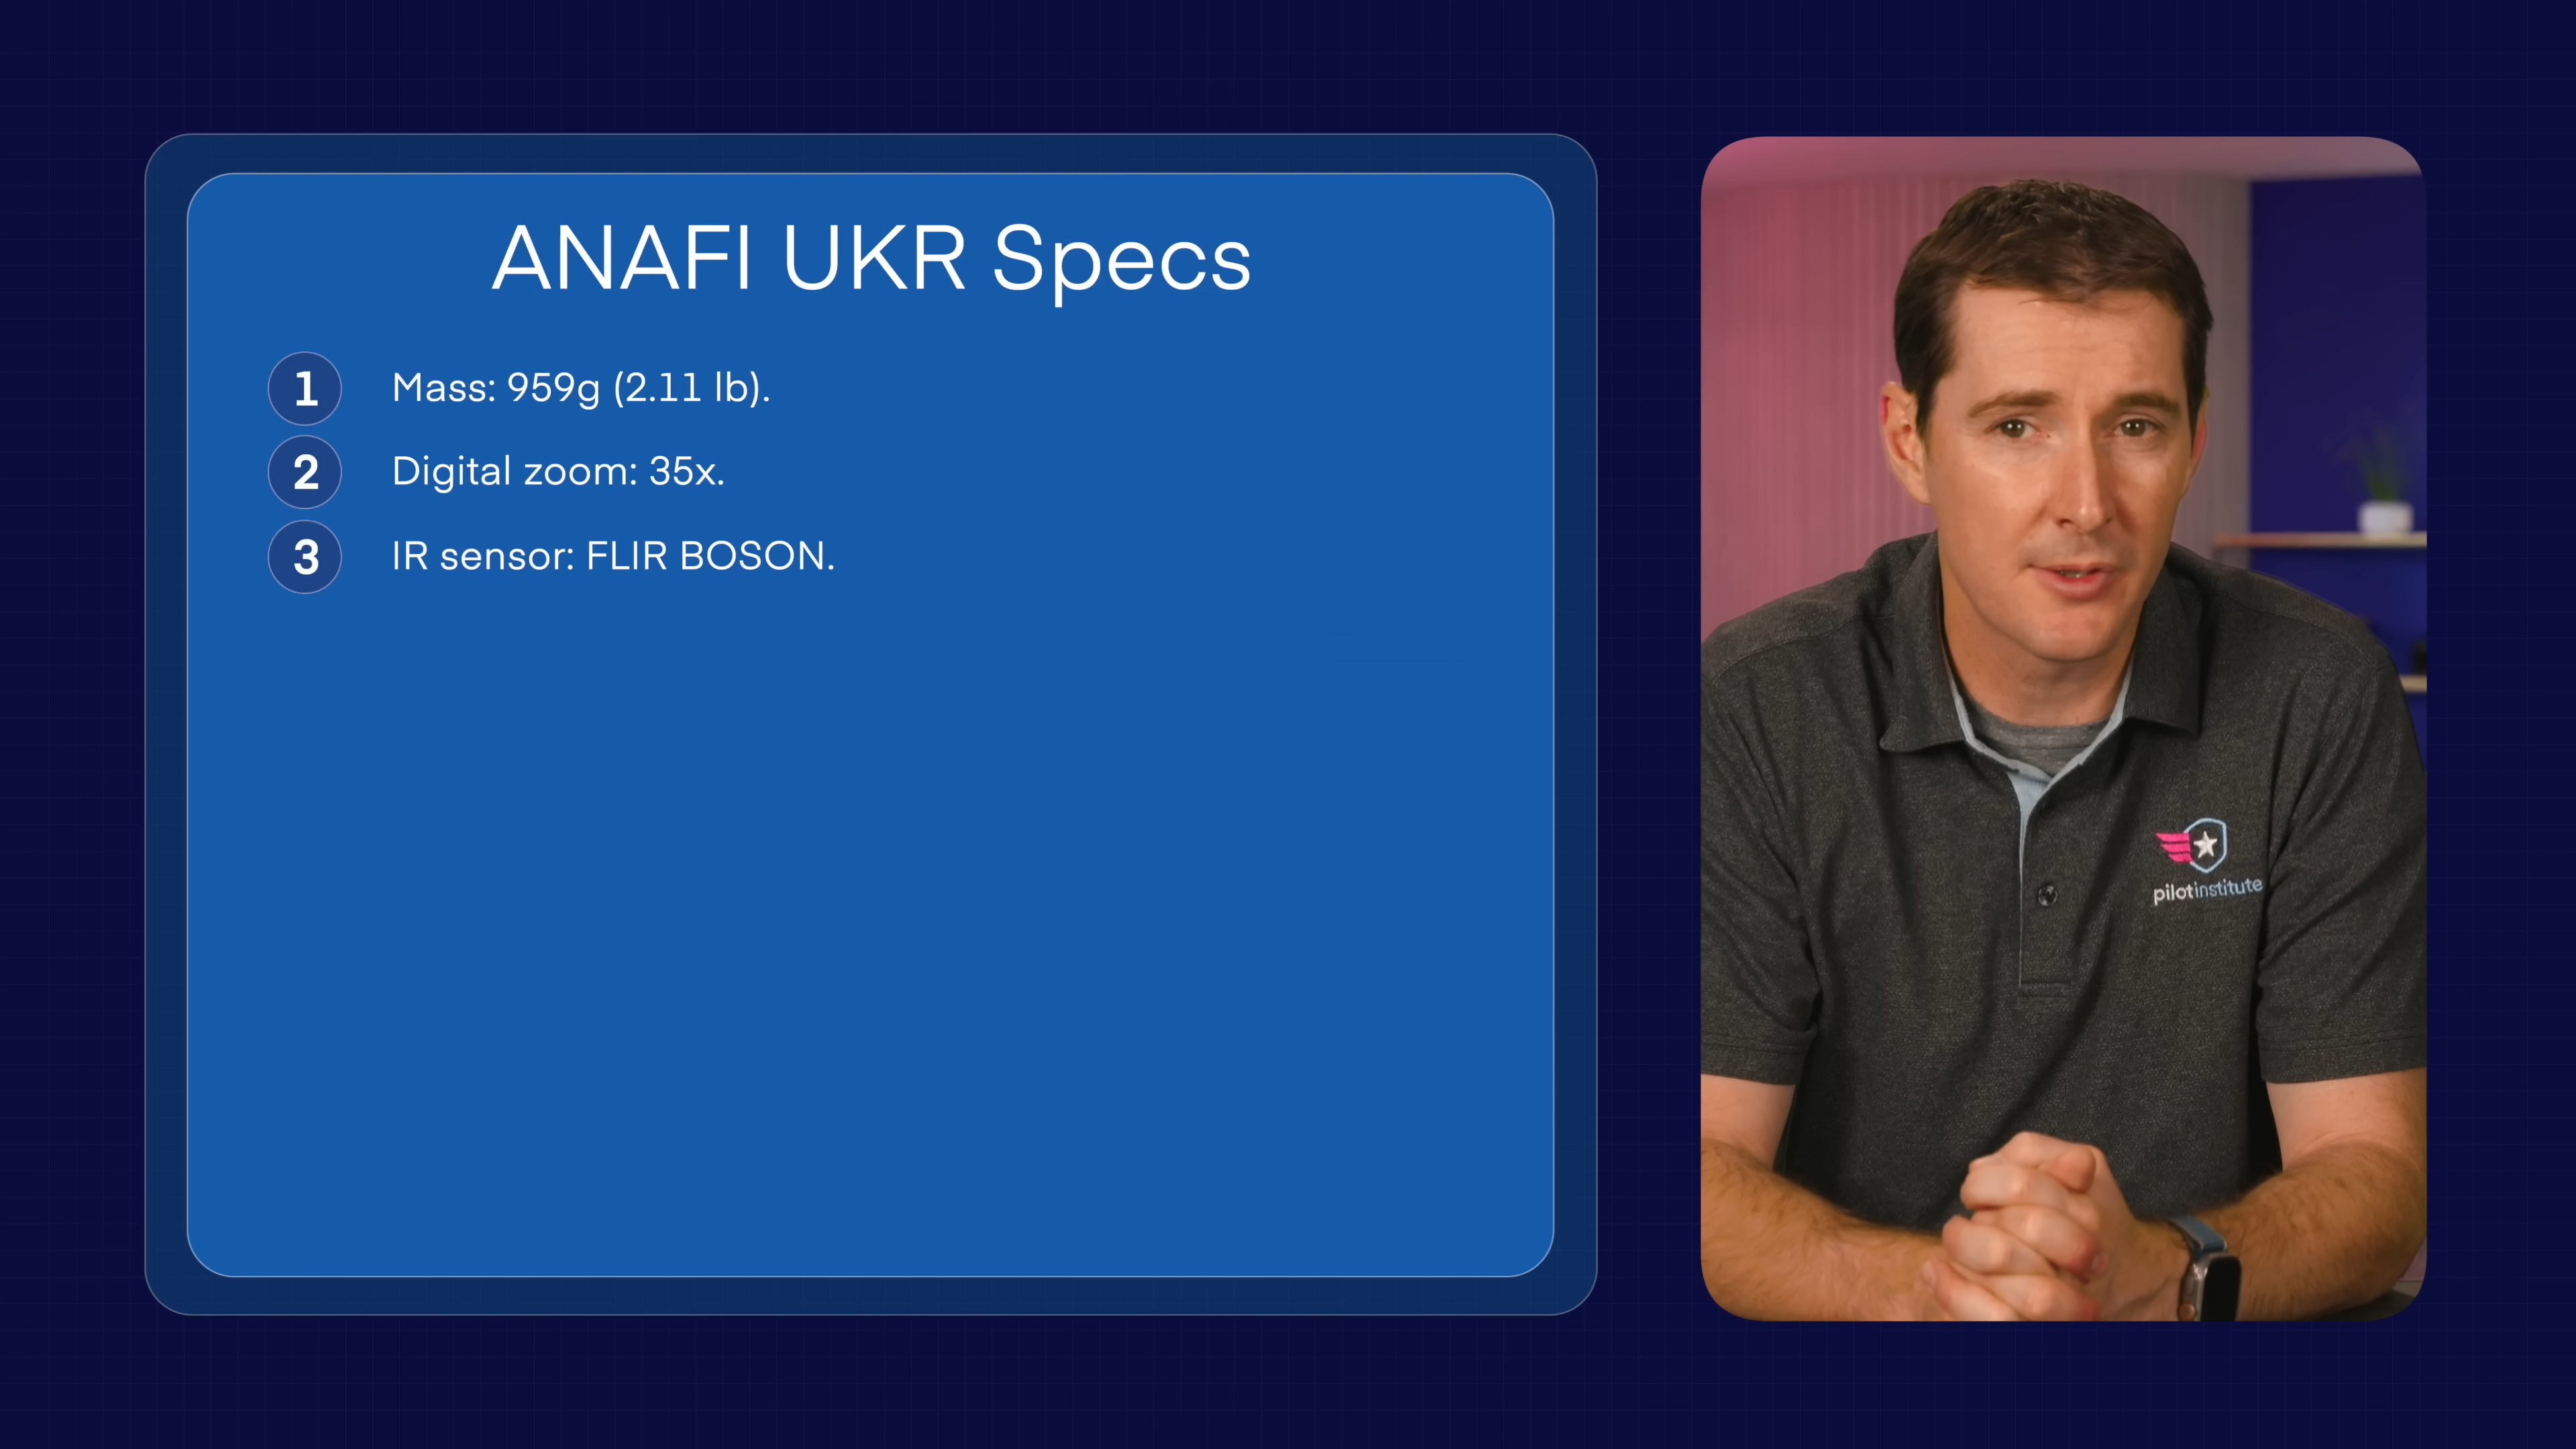 ANAFI UKR Specs
1 Mass: 959g (2.11 lb).
2 Digital zoom: 35x.
3 IR sensor: FLIR BOSON.
pilotinstitute